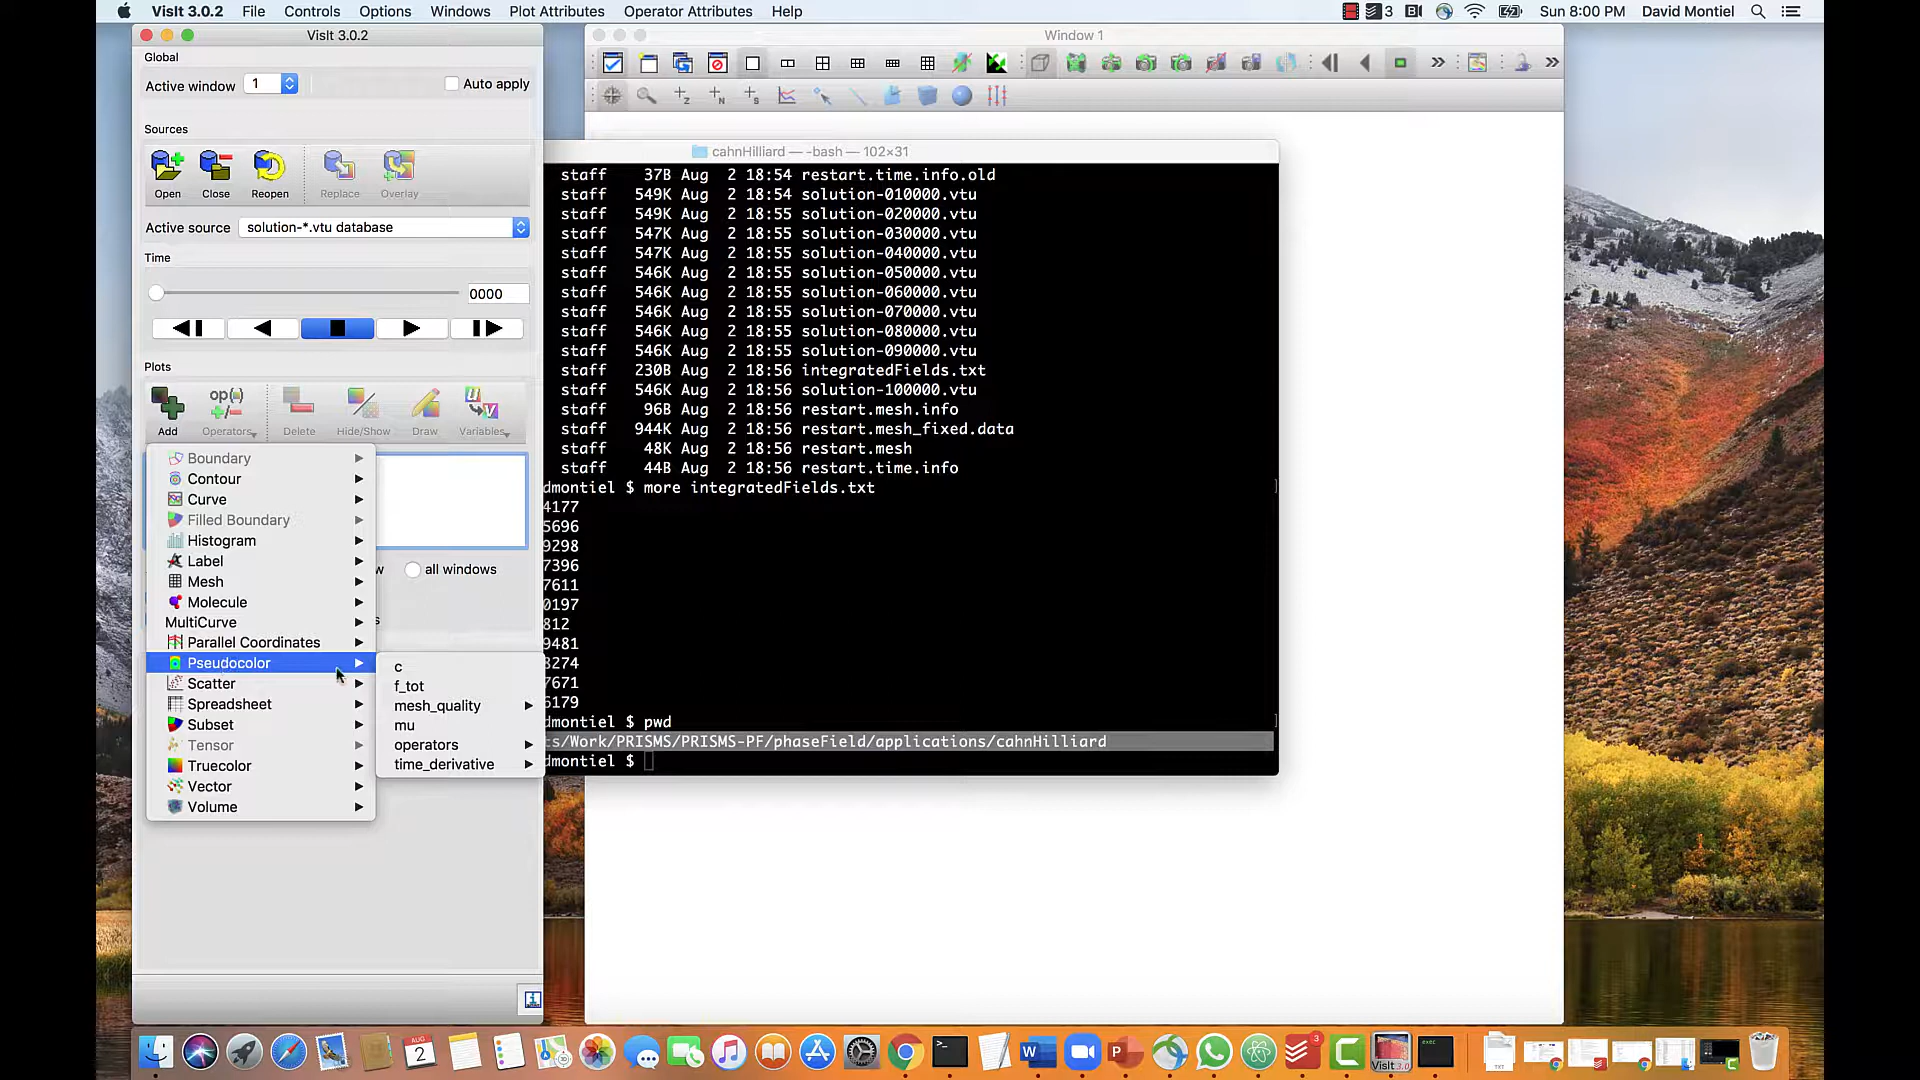 VisIt 3.0.2 File Controls Options Windows Plot Attributes Operator Attributes Help 3 Sun 8:00 PM David Montiel
VisIt 3.0.2
Global
Active window 1 Auto apply
Sources
Open Close Reopen Replace Overlay
Active source solution-*.vtu database
Time
0000
Plots
op()
Add Operators Delete Hide/Show Draw Variables
Boundary
Contour
Curve
Filled Boundary
Histogram
Label
Mesh
Molecule
MultiCurve
Parallel Coordinates
Pseudocolor
Scatter
Spreadsheet
Subset
Tensor
Truecolor
Vector
Volume
w all windows
s
c
f_tot
mesh_quality
mu
operators
time_derivative
Window 1
cahnHilliard — -bash — 102×31
staff 37B Aug 2 18:54 restart.time.info.old
staff 549K Aug 2 18:54 solution-010000.vtu
staff 549K Aug 2 18:55 solution-020000.vtu
staff 547K Aug 2 18:55 solution-030000.vtu
staff 547K Aug 2 18:55 solution-040000.vtu
staff 546K Aug 2 18:55 solution-050000.vtu
staff 546K Aug 2 18:55 solution-060000.vtu
staff 546K Aug 2 18:55 solution-070000.vtu
staff 546K Aug 2 18:55 solution-080000.vtu
staff 546K Aug 2 18:55 solution-090000.vtu
staff 230B Aug 2 18:56 integratedFields.txt
staff 546K Aug 2 18:56 solution-100000.vtu
staff 96B Aug 2 18:56 restart.mesh.info
staff 944K Aug 2 18:56 restart.mesh_fixed.data
staff 48K Aug 2 18:56 restart.mesh
staff 44B Aug 2 18:56 restart.time.info
dmontiel $ more integratedFields.txt
4177
5696
9298
7396
7611
0197
812
9481
3274
7671
6179
dmontiel $ pwd
ts/Work/PRISMS/PRISMS-PF/phaseField/applications/cahnHilliard
dmontiel $
AUG
2
3
VisIt 3.0
exec
TXT